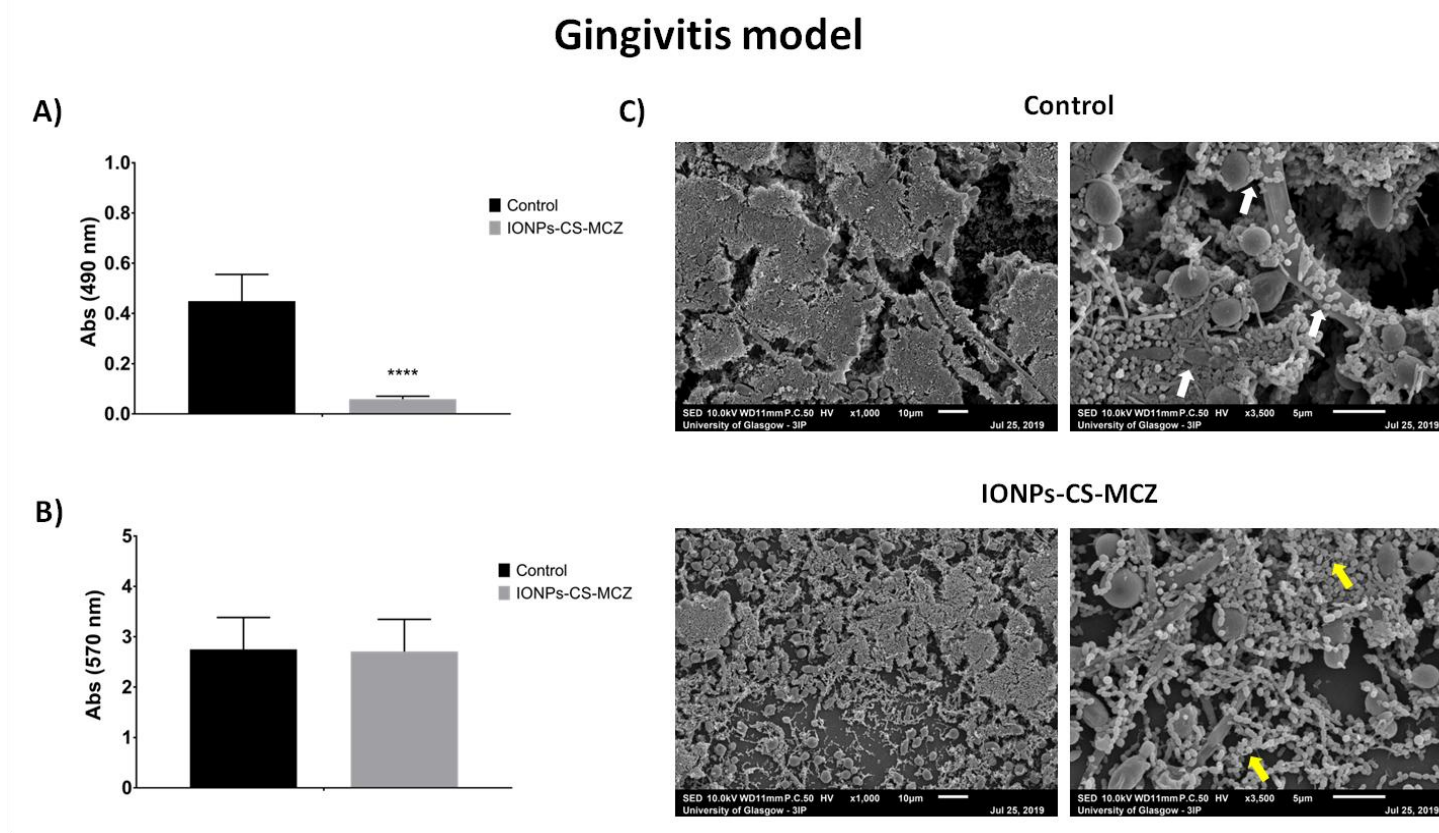 Gingivitis model
A)
1.0
0.8
0.6
0.4
0.2
0.0
Abs (490 nm)
****
Control
IONPs-CS-MCZ
B)
5
4
3
2
1
0
Abs (570 nm)
Control
IONPs-CS-MCZ
C)
Control
SED 10.0kV WD11mm P.C.50 HV x1,000 10µm
University of Glasgow - 3IP Jul 25, 2019
SED 10.0kV WD11mm P.C.50 HV x3,500 5µm
University of Glasgow - 3IP Jul 25, 2019
IONPs-CS-MCZ
SED 10.0kV WD11mm P.C.50 HV x1,000 10µm
University of Glasgow - 3IP Jul 25, 2019
SED 10.0kV WD11mm P.C.50 HV x3,500 5µm
University of Glasgow - 3IP Jul 25, 2019